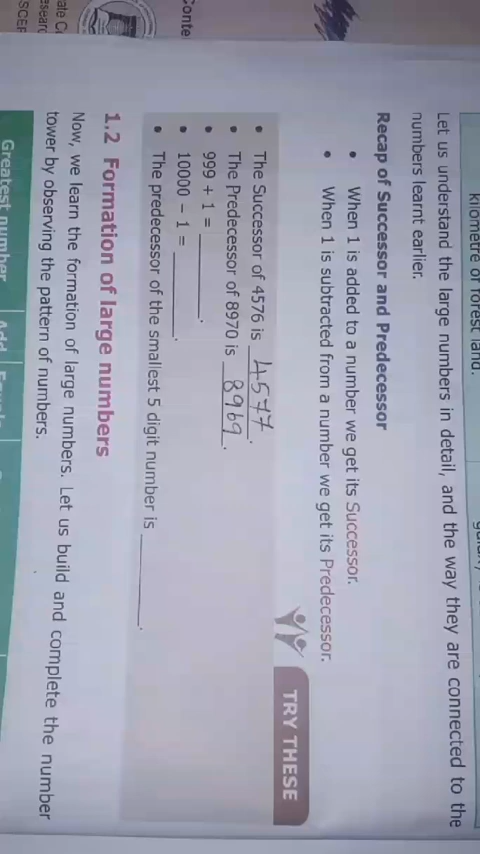 kilometre of forest land.
Let us understand the large numbers in detail, and the way they are connected to the
numbers learnt earlier.
Recap of Successor and Predecessor
• When 1 is added to a number we get its Successor.
• When 1 is subtracted from a number we get its Predecessor.
TRY THESE
• The Successor of 4576 is 4577.
• The Predecessor of 8970 is 8969.
• 999 + 1 = ________.
• 10000 – 1 = ________.
• The predecessor of the smallest 5 digit number is ________.
1.2 Formation of large numbers
Now, we learn the formation of large numbers. Let us build and complete the number
tower by observing the pattern of numbers.
Greatest number
Add